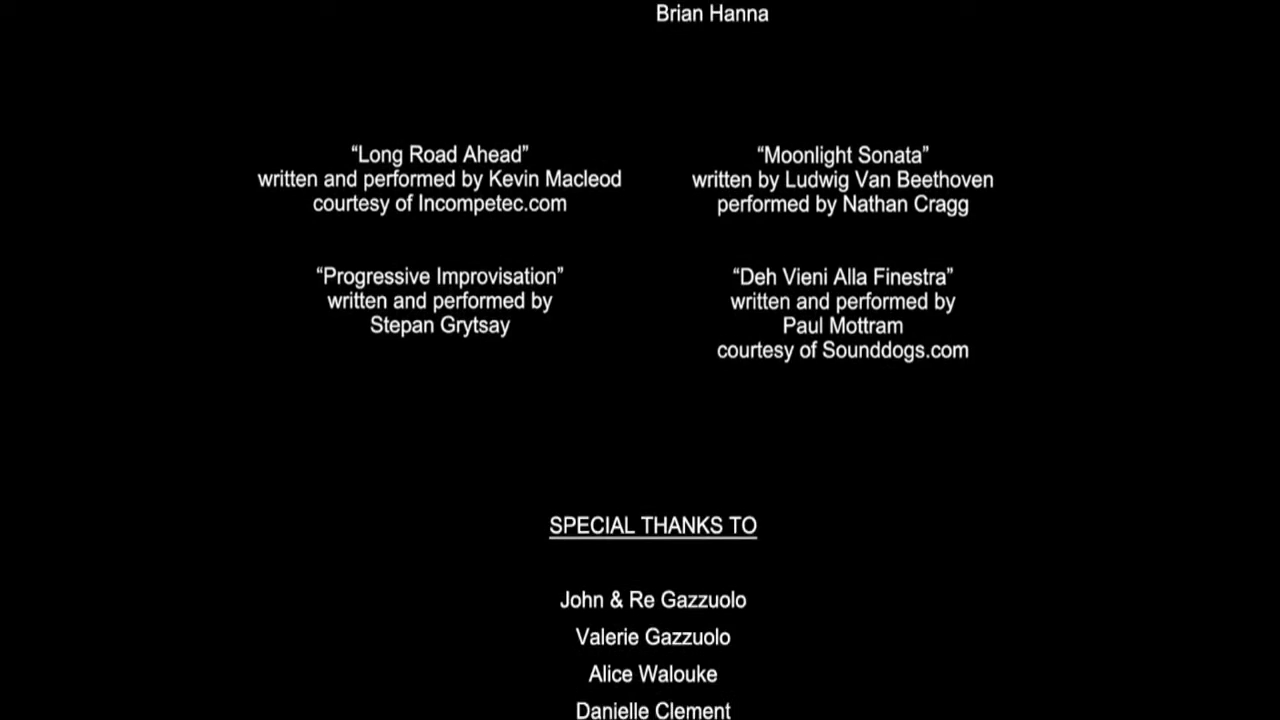 Brian Hanna
“Long Road Ahead”
written and performed by Kevin Macleod
courtesy of Incompetec.com
“Moonlight Sonata”
written by Ludwig Van Beethoven
performed by Nathan Cragg
“Progressive Improvisation”
written and performed by
Stepan Grytsay
“Deh Vieni Alla Finestra”
written and performed by
Paul Mottram
courtesy of Sounddogs.com
SPECIAL THANKS TO
John & Re Gazzuolo
Valerie Gazzuolo
Alice Walouke
Danielle Clement